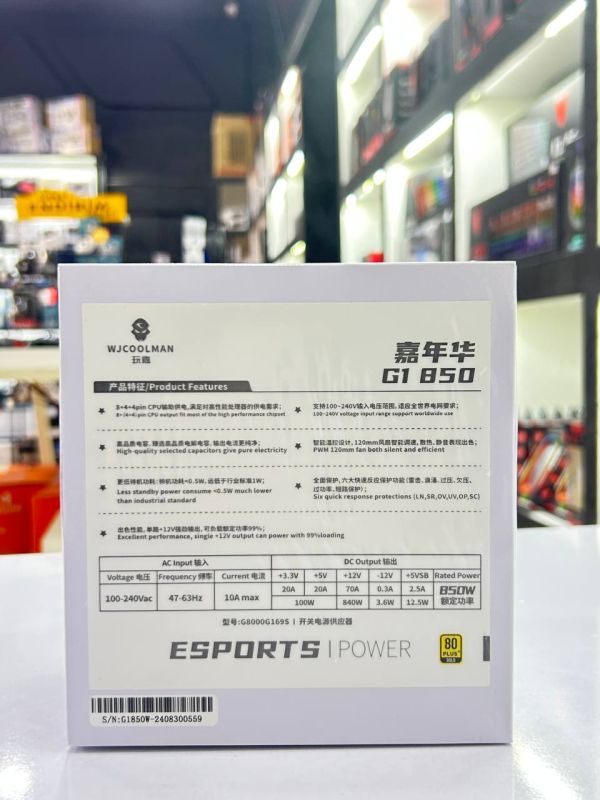 WJCOOLMAN
玩嘉
嘉年华
G1 850
产品特征/Product Features
8+4+4pin CPU辅助供电,满足对高性能处理器的供电需求;
8+(4+4)pin CPU output fit most of the high performance chipset
支持100~240V输入电压范围,适应全世界电网要求;
100~240V voltage input range support worldwide use
高品质电容,臻选高品质电解电容,输出电流更纯净;
High-quality selected capacitors give pure electricity
智能温控设计,120mm风扇智能调速,散热、静音表现出色;
PWM 120mm fan both silent and efficient
更低待机功耗:待机功耗<0.5W,远低于行业标准1W;
Less standby power consume <0.5W much lower
than industrial standard
全面保护,六大快速反应保护功能(雷击、浪涌、过压、欠压、
过功率、短路保护);
Six quick response protections (LN,SR,OV,UV,OP,SC)
出色性能,单路+12V强劲输出,可负载额定功率99%;
Excellent performance, single +12V output can power with 99%loading
AC Input 输入 DC Output 输出
Voltage 电压 Frequency 频率 Current 电流 +3.3V +5V +12V -12V +5VSB Rated Power
100-240Vac 47-63Hz 10A max 20A 20A 70A 0.3A 2.5A 850W
100W 840W 3.6W 12.5W 额定功率
型号:G8000G169S | 开关电源供应器
ESPORTS | POWER
80
PLUS
GOLD
S/N:G1850W-2408300559